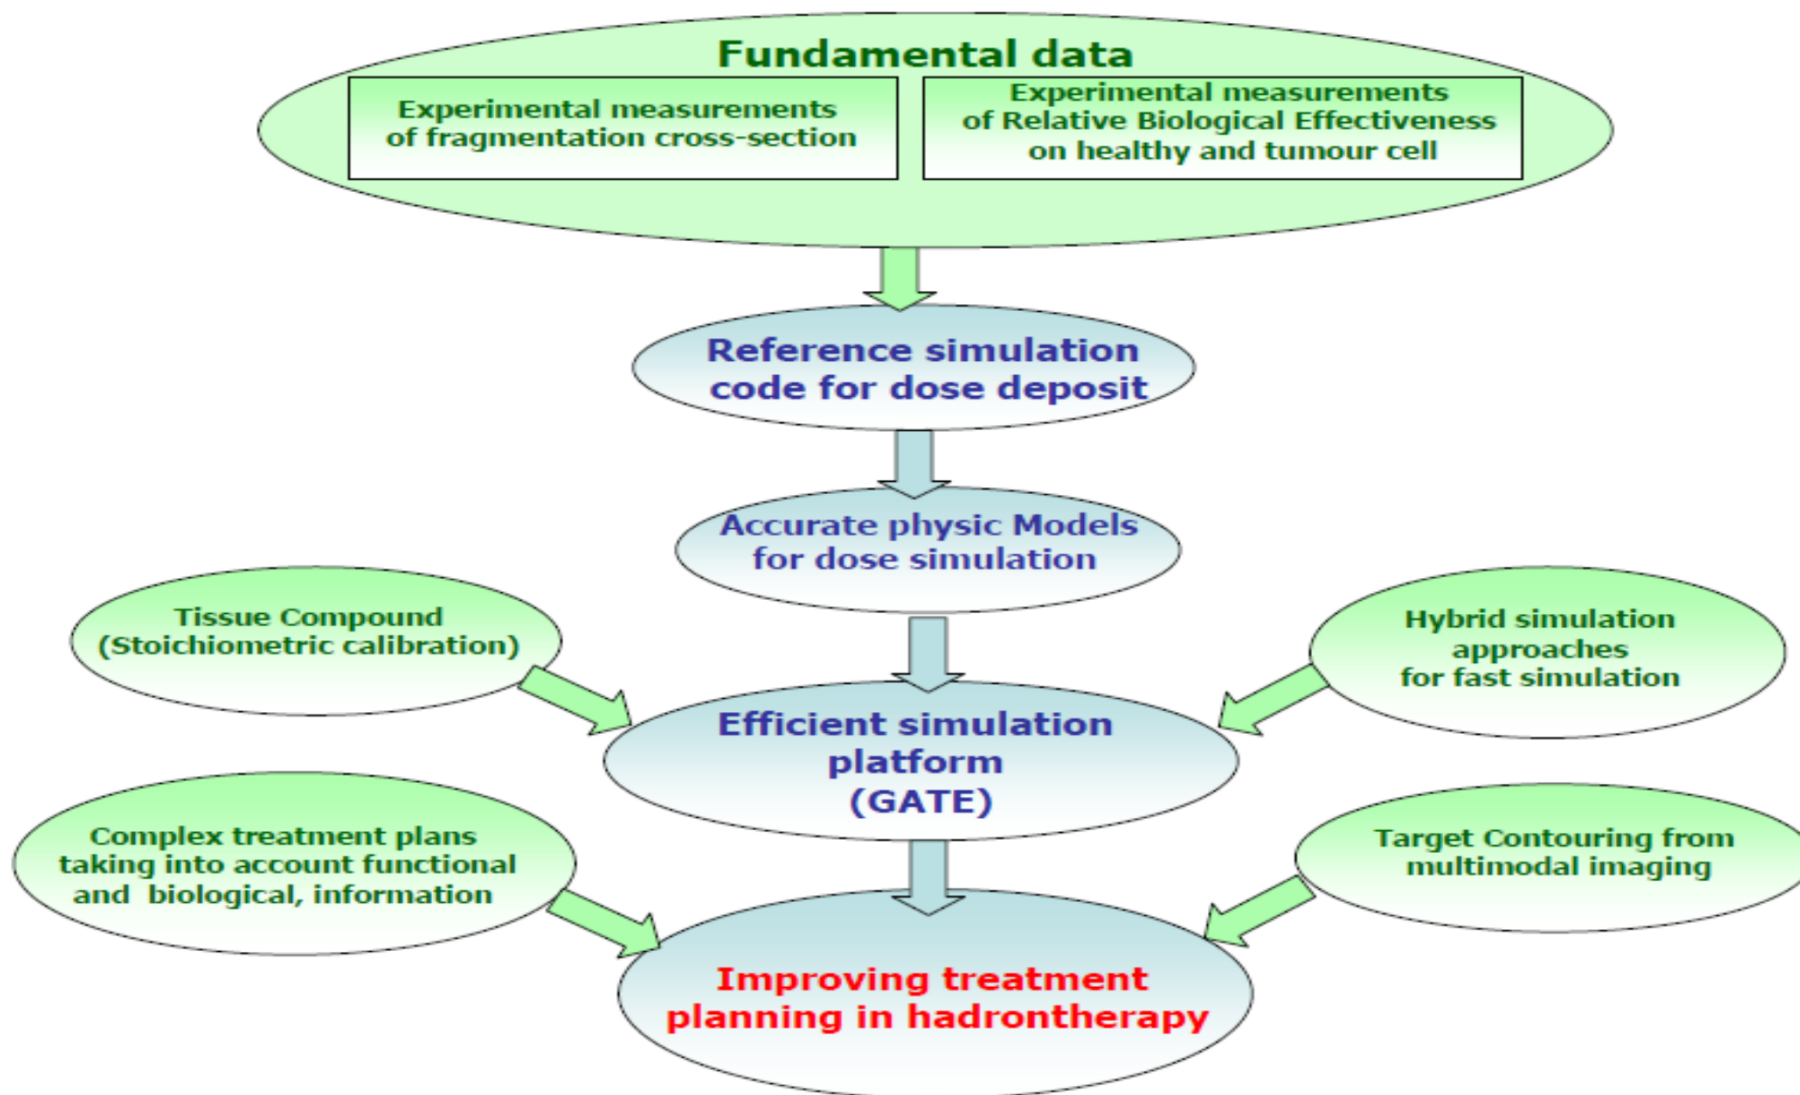 Fundamental data
Experimental measurements
of fragmentation cross-section
Experimental measurements
of Relative Biological Effectiveness
on healthy and tumour cell
Reference simulation
code for dose deposit
Accurate physic Models
for dose simulation
Tissue Compound
(Stoichiometric calibration)
Hybrid simulation
approaches
for fast simulation
Efficient simulation
platform
(GATE)
Complex treatment plans
taking into account functional
and biological, information
Target Contouring from
multimodal imaging
Improving treatment
planning in hadrontherapy